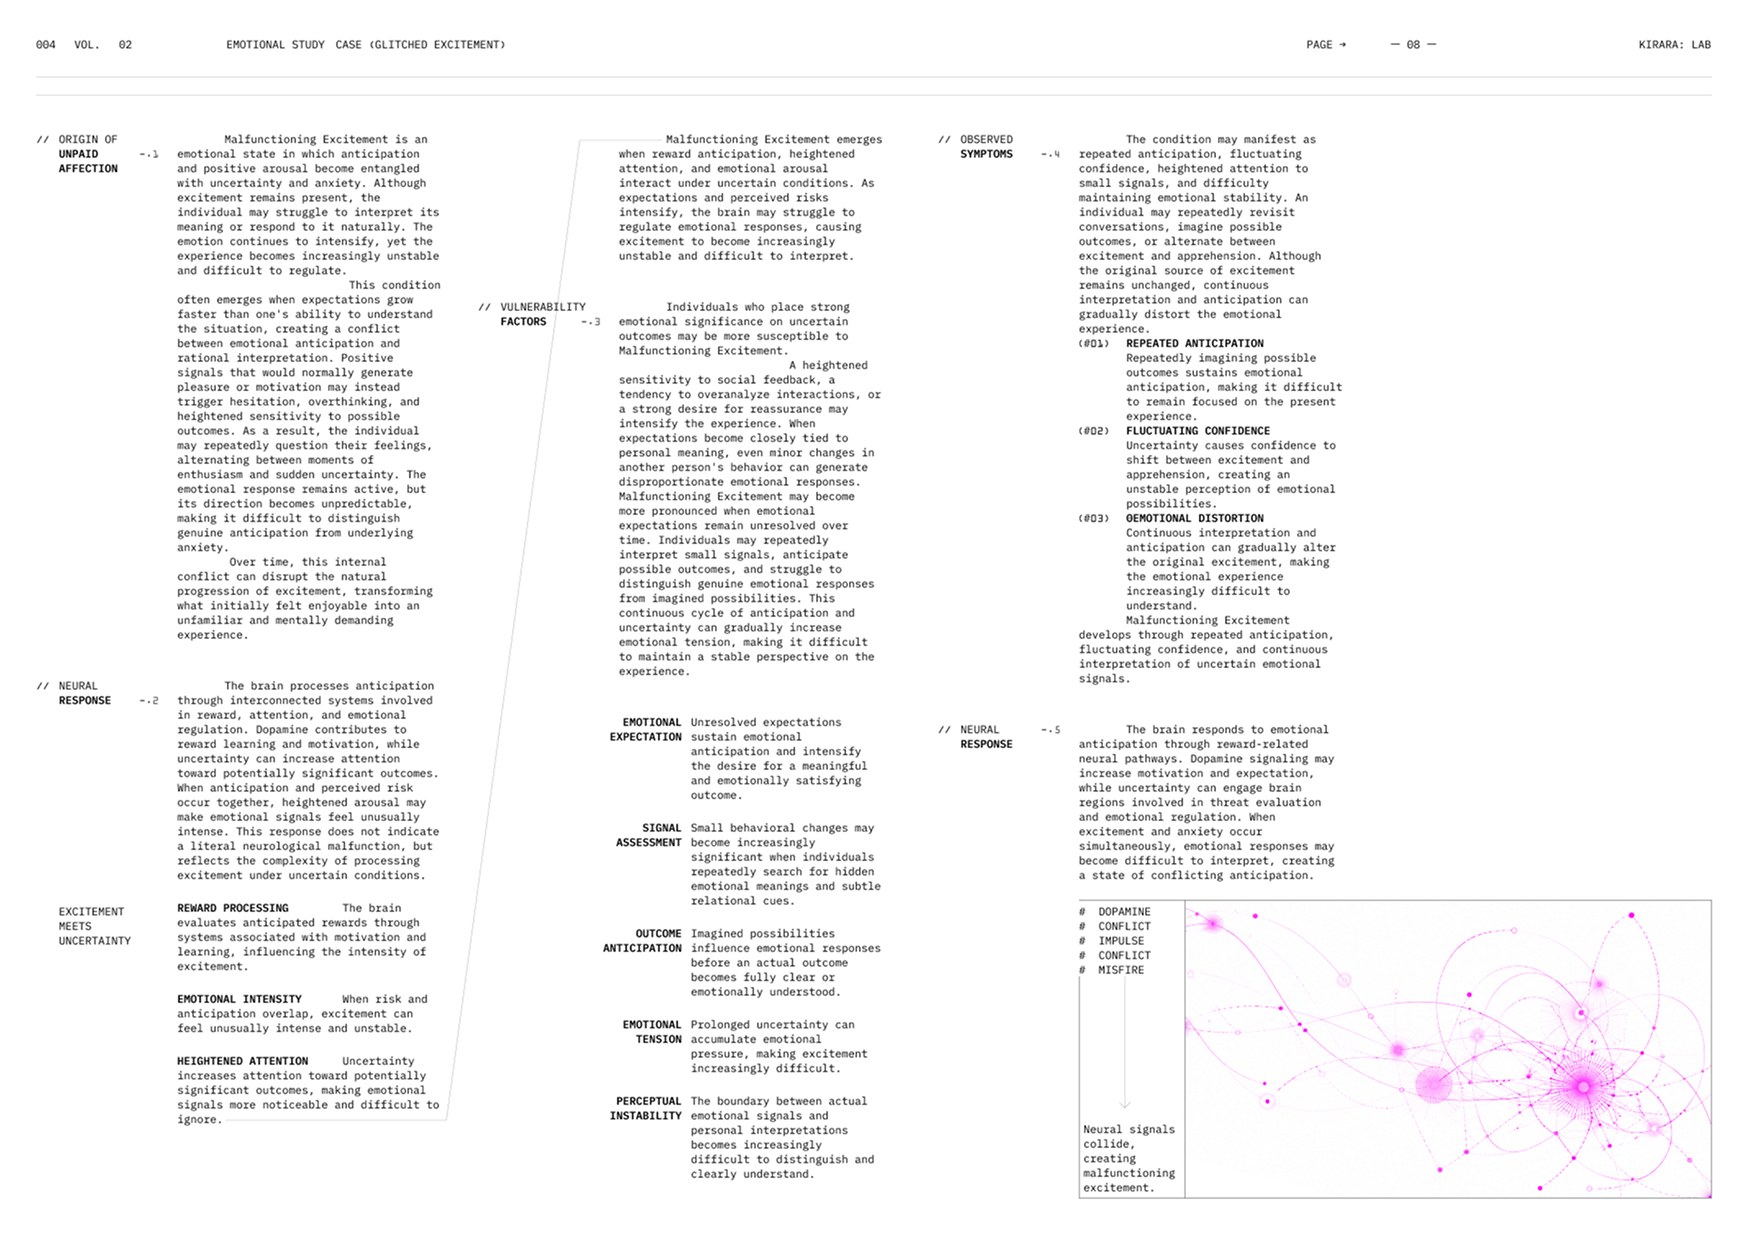 004 VOL. 02 EMOTIONAL STUDY CASE (GLITCHED EXCITEMENT) PAGE → — 08 — KIRARA: LAB
// ORIGIN OF
UNPAID -.1
AFFECTION
Malfunctioning Excitement is an
emotional state in which anticipation
and positive arousal become entangled
with uncertainty and anxiety. Although
excitement remains present, the
individual may struggle to interpret its
meaning or respond to it naturally. The
emotion continues to intensify, yet the
experience becomes increasingly unstable
and difficult to regulate.
This condition
often emerges when expectations grow
faster than one's ability to understand
the situation, creating a conflict
between emotional anticipation and
rational interpretation. Positive
signals that would normally generate
pleasure or motivation may instead
trigger hesitation, overthinking, and
heightened sensitivity to possible
outcomes. As a result, the individual
may repeatedly question their feelings,
alternating between moments of
enthusiasm and sudden uncertainty. The
emotional response remains active, but
its direction becomes unpredictable,
making it difficult to distinguish
genuine anticipation from underlying
anxiety.
Over time, this internal
conflict can disrupt the natural
progression of excitement, transforming
what initially felt enjoyable into an
unfamiliar and mentally demanding
experience.
// NEURAL
RESPONSE -.2
The brain processes anticipation
through interconnected systems involved
in reward, attention, and emotional
regulation. Dopamine contributes to
reward learning and motivation, while
uncertainty can increase attention
toward potentially significant outcomes.
When anticipation and perceived risk
occur together, heightened arousal may
make emotional signals feel unusually
intense. This response does not indicate
a literal neurological malfunction, but
reflects the complexity of processing
excitement under uncertain conditions.
EXCITEMENT
MEETS
UNCERTAINTY
REWARD PROCESSING The brain
evaluates anticipated rewards through
systems associated with motivation and
learning, influencing the intensity of
excitement.
EMOTIONAL INTENSITY When risk and
anticipation overlap, excitement can
feel unusually intense and unstable.
HEIGHTENED ATTENTION Uncertainty
increases attention toward potentially
significant outcomes, making emotional
signals more noticeable and difficult to
ignore.
Malfunctioning Excitement emerges
when reward anticipation, heightened
attention, and emotional arousal
interact under uncertain conditions. As
expectations and perceived risks
intensify, the brain may struggle to
regulate emotional responses, causing
excitement to become increasingly
unstable and difficult to interpret.
// VULNERABILITY
FACTORS -.3
Individuals who place strong
emotional significance on uncertain
outcomes may be more susceptible to
Malfunctioning Excitement.
A heightened
sensitivity to social feedback, a
tendency to overanalyze interactions, or
a strong desire for reassurance may
intensify the experience. When
expectations become closely tied to
personal meaning, even minor changes in
another person's behavior can generate
disproportionate emotional responses.
Malfunctioning Excitement may become
more pronounced when emotional
expectations remain unresolved over
time. Individuals may repeatedly
interpret small signals, anticipate
possible outcomes, and struggle to
distinguish genuine emotional responses
from imagined possibilities. This
continuous cycle of anticipation and
uncertainty can gradually increase
emotional tension, making it difficult
to maintain a stable perspective on the
experience.
EMOTIONAL Unresolved expectations
EXPECTATION sustain emotional
anticipation and intensify
the desire for a meaningful
and emotionally satisfying
outcome.
SIGNAL Small behavioral changes may
ASSESSMENT become increasingly
significant when individuals
repeatedly search for hidden
emotional meanings and subtle
relational cues.
OUTCOME Imagined possibilities
ANTICIPATION influence emotional responses
before an actual outcome
becomes fully clear or
emotionally understood.
EMOTIONAL Prolonged uncertainty can
TENSION accumulate emotional
pressure, making excitement
increasingly difficult.
PERCEPTUAL The boundary between actual
INSTABILITY emotional signals and
personal interpretations
becomes increasingly
difficult to distinguish and
clearly understand.
// OBSERVED
SYMPTOMS -.4
The condition may manifest as
repeated anticipation, fluctuating
confidence, heightened attention to
small signals, and difficulty
maintaining emotional stability. An
individual may repeatedly revisit
conversations, imagine possible
outcomes, or alternate between
excitement and apprehension. Although
the original source of excitement
remains unchanged, continuous
interpretation and anticipation can
gradually distort the emotional
experience.
(#01) REPEATED ANTICIPATION
Repeatedly imagining possible
outcomes sustains emotional
anticipation, making it difficult
to remain focused on the present
experience.
(#02) FLUCTUATING CONFIDENCE
Uncertainty causes confidence to
shift between excitement and
apprehension, creating an
unstable perception of emotional
possibilities.
(#03) 0EMOTIONAL DISTORTION
Continuous interpretation and
anticipation can gradually alter
the original excitement, making
the emotional experience
increasingly difficult to
understand.
Malfunctioning Excitement
develops through repeated anticipation,
fluctuating confidence, and continuous
interpretation of uncertain emotional
signals.
// NEURAL
RESPONSE -.5
The brain responds to emotional
anticipation through reward-related
neural pathways. Dopamine signaling may
increase motivation and expectation,
while uncertainty can engage brain
regions involved in threat evaluation
and emotional regulation. When
excitement and anxiety occur
simultaneously, emotional responses may
become difficult to interpret, creating
a state of conflicting anticipation.
# DOPAMINE
# CONFLICT
# IMPULSE
# CONFLICT
# MISFIRE
Neural signals
collide,
creating
malfunctioning
excitement.